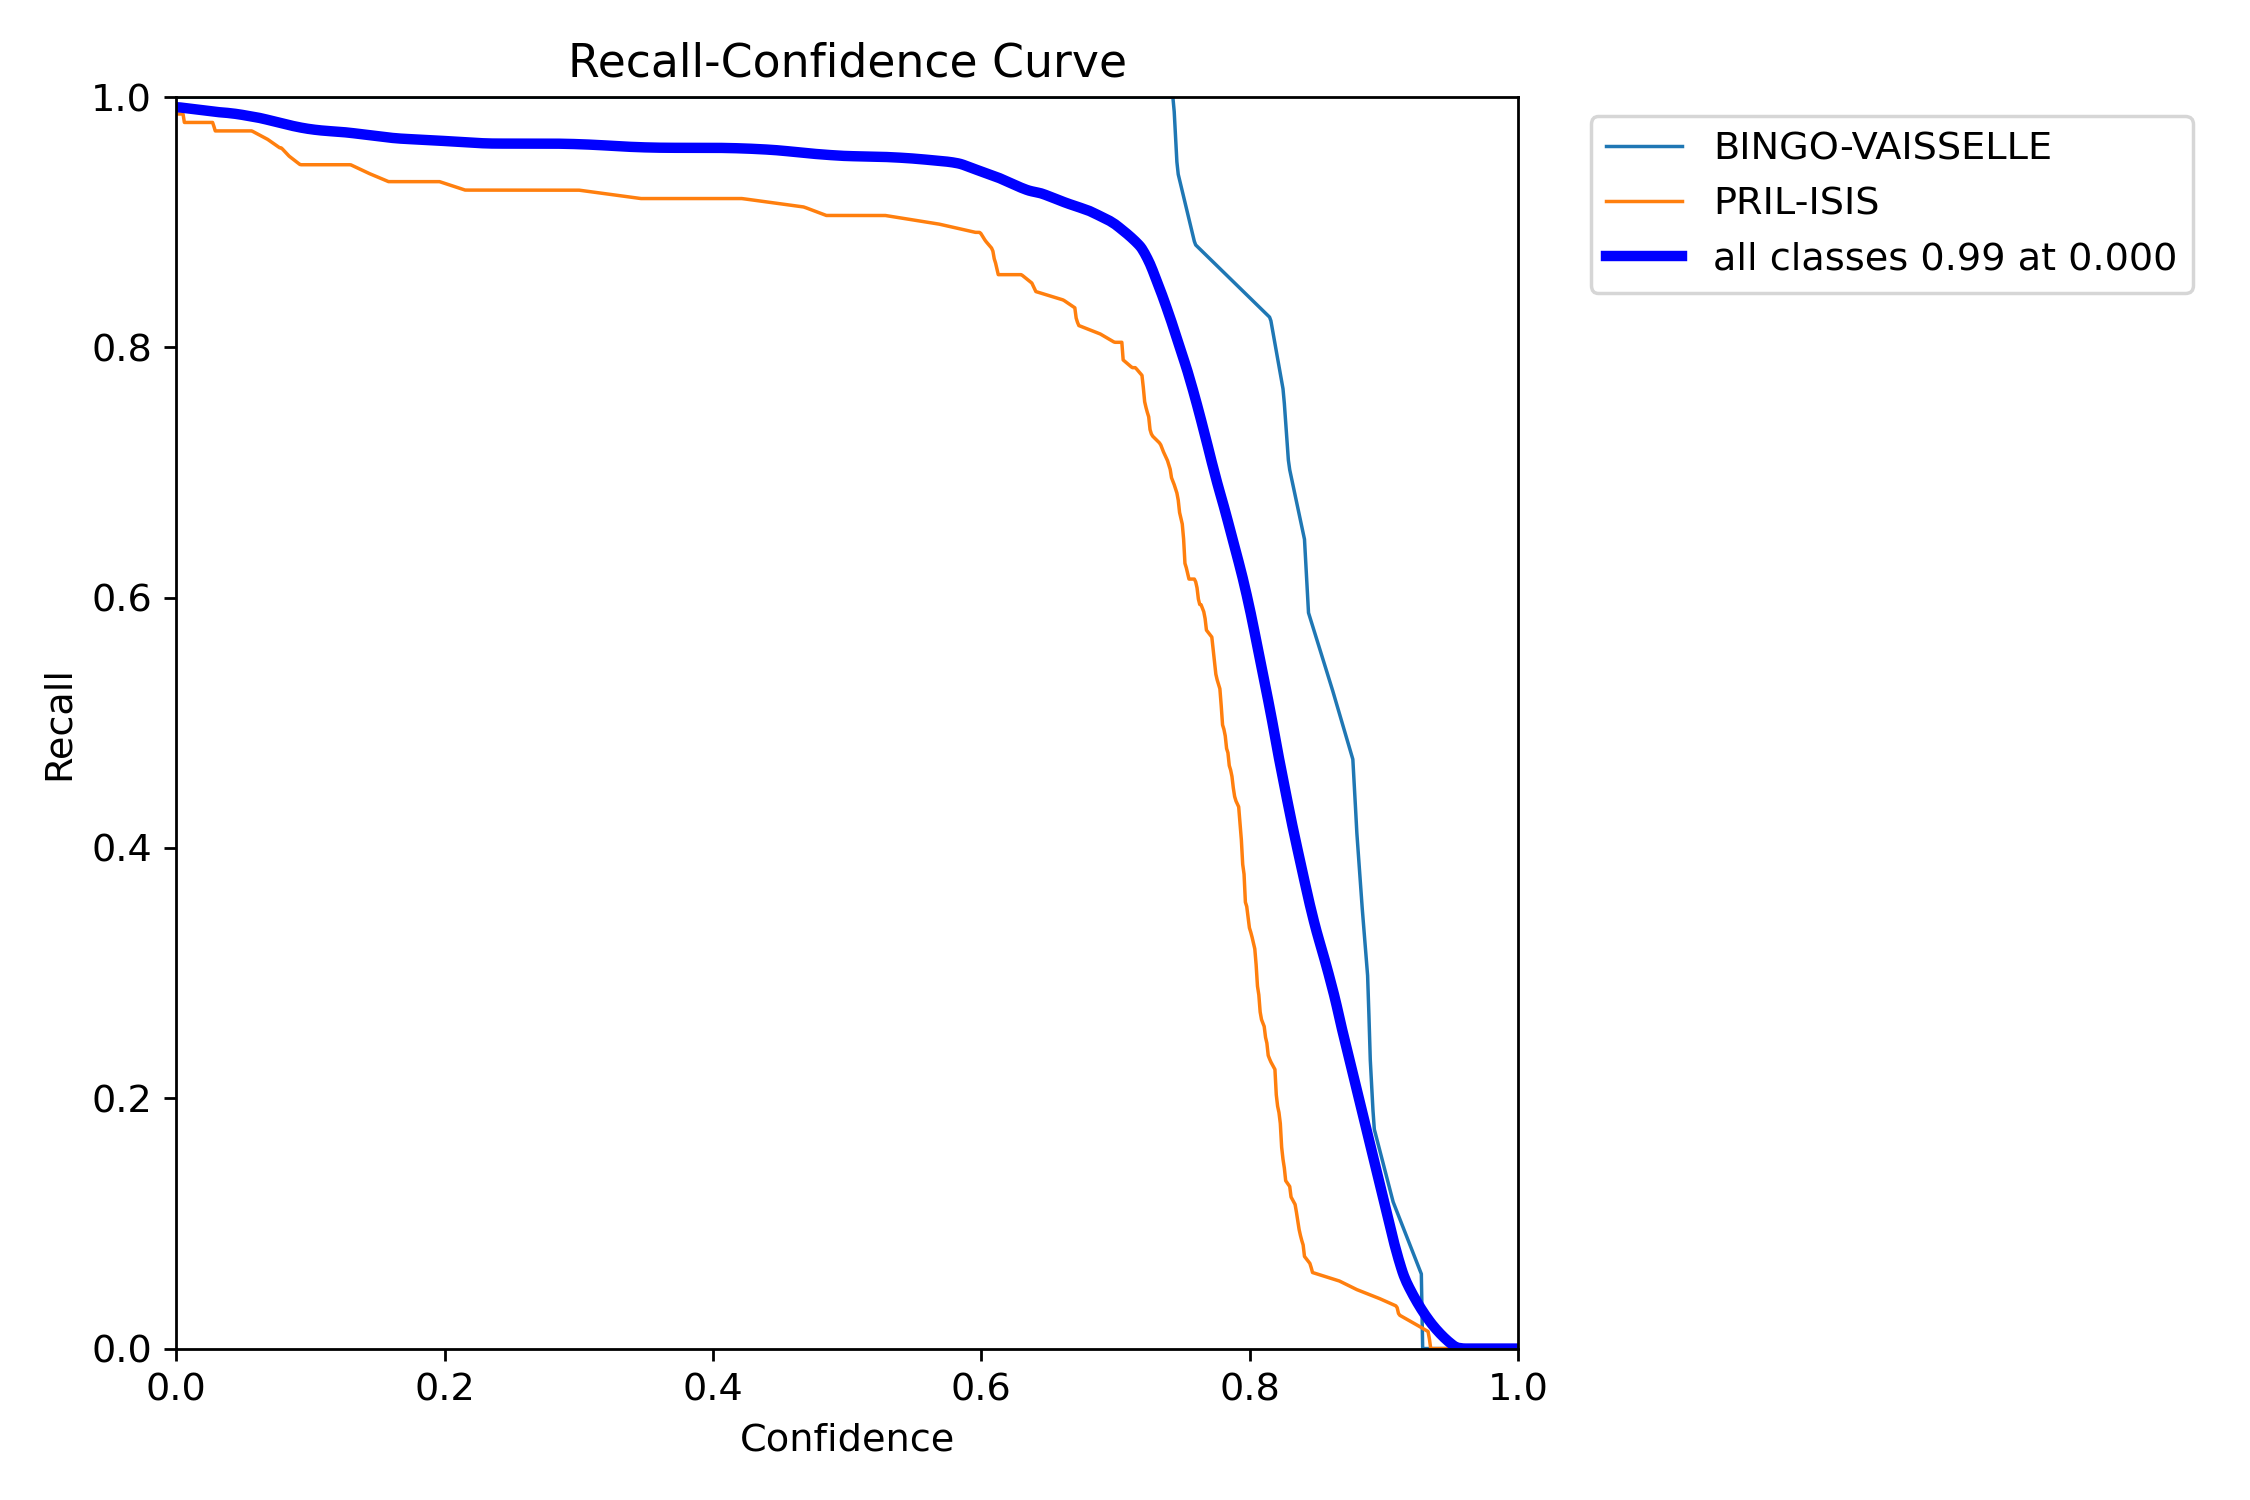 Recall-Confidence Curve
BINGO-VAISSELLE
PRIL-ISIS
all classes 0.99 at 0.000
1.0
0.8
0.6
0.4
0.2
0.0
Recall
0.0 0.2 0.4 0.6 0.8 1.0
Confidence